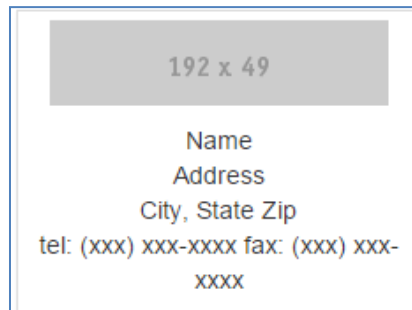 192 x 49
Name
Address
City, State Zip
tel: (xxx) xxx-xxxx fax: (xxx) xxx-
xxxx